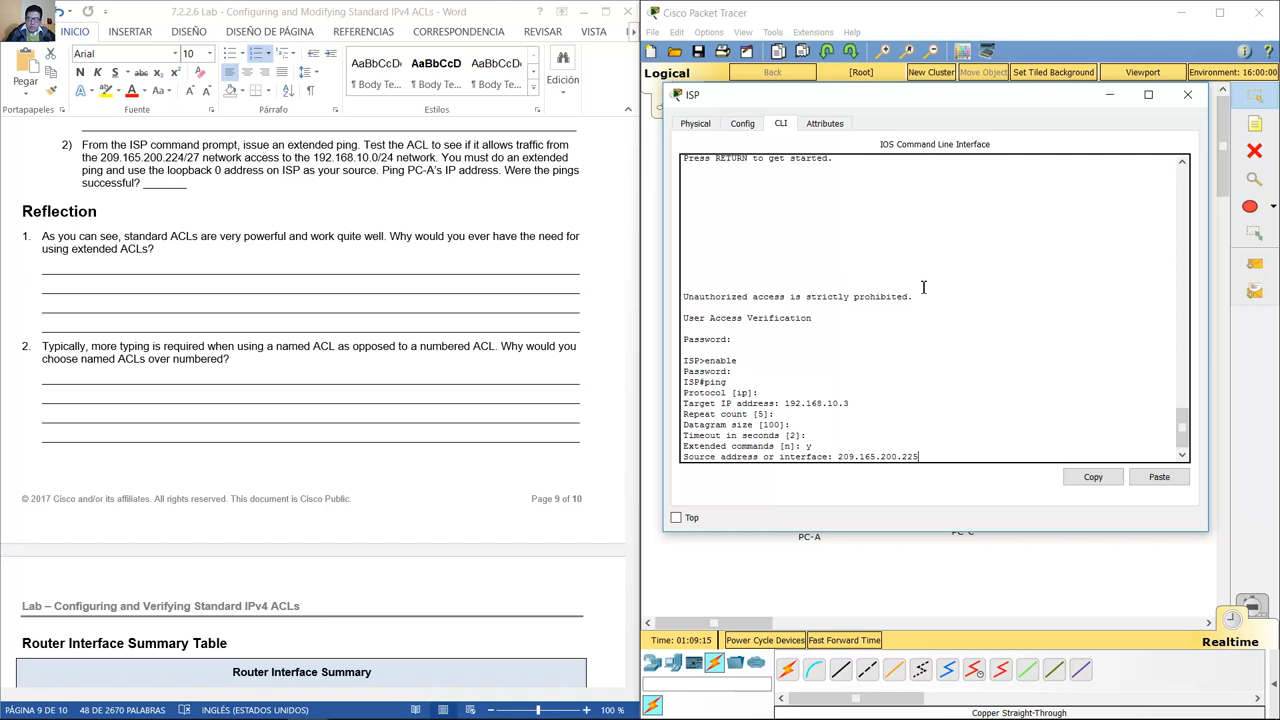 7.2.2.6 Lab - Configuring and Modifying Standard IPv4 ACLs - Word
INICIO INSERTAR DISEÑO DISEÑO DE PÁGINA REFERENCIAS CORRESPONDENCIA REVISAR VISTA
Pegar
Arial 10
N K S abc x₂ x²
AaBbCcD AaBbCcD AaBbCcD
¶ Body Te... ¶ Body Te... ¶ Body Te...
Edición
Portapapeles Fuente Párrafo Estilos
2) From the ISP command prompt, issue an extended ping. Test the ACL to see if it allows traffic from
the 209.165.200.224/27 network access to the 192.168.10.0/24 network. You must do an extended
ping and use the loopback 0 address on ISP as your source. Ping PC-A's IP address. Were the pings
successful? ________
Reflection
1. As you can see, standard ACLs are very powerful and work quite well. Why would you ever have the need for
using extended ACLs?
2. Typically, more typing is required when using a named ACL as opposed to a numbered ACL. Why would you
choose named ACLs over numbered?
© 2017 Cisco and/or its affiliates. All rights reserved. This document is Cisco Public. Page 9 of 10
Lab – Configuring and Verifying Standard IPv4 ACLs
Router Interface Summary Table
Router Interface Summary
PÁGINA 9 DE 10 48 DE 2670 PALABRAS INGLÉS (ESTADOS UNIDOS) 100 %
Cisco Packet Tracer
File Edit Options View Tools Extensions Help
Logical Back [Root] New Cluster Move Object Set Tiled Background Viewport Environment: 16:00:00
ISP
Physical Config CLI Attributes
IOS Command Line Interface
Press RETURN to get started.
Unauthorized access is strictly prohibited.
User Access Verification
Password:
ISP>enable
Password:
ISP#ping
Protocol [ip]:
Target IP address: 192.168.10.3
Repeat count [5]:
Datagram size [100]:
Timeout in seconds [2]:
Extended commands [n]: y
Source address or interface: 209.165.200.225
Copy Paste
Top
PC-A PC-C
Time: 01:09:15 Power Cycle Devices Fast Forward Time Realtime
Copper Straight-Through